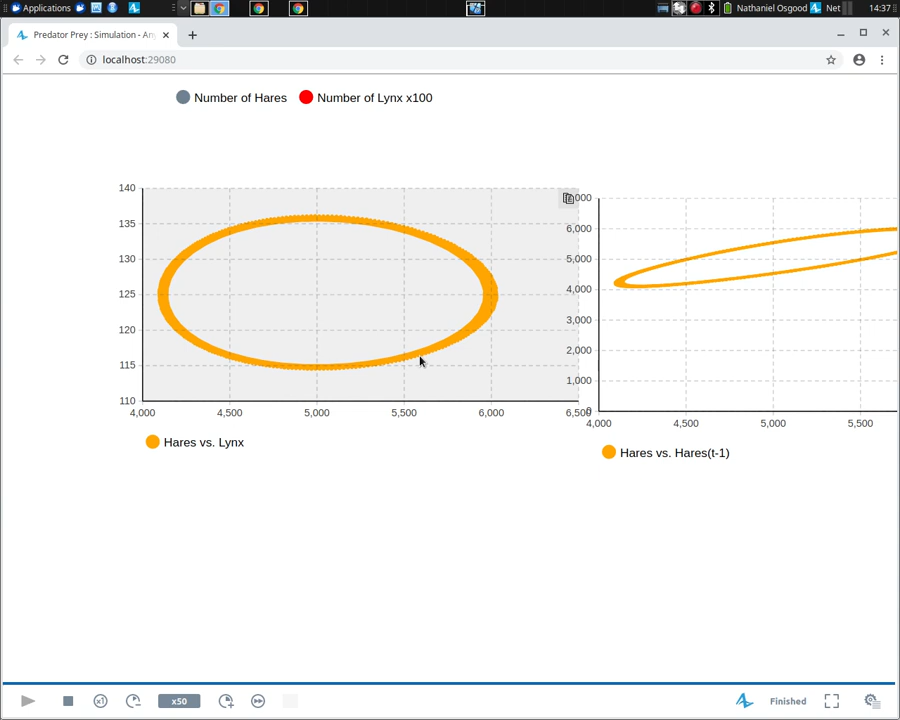 Applications
Nathaniel Osgood
Net
14:37
Predator Prey : Simulation - An
localhost:29080
Number of Hares
Number of Lynx x100
140
135
130
125
120
115
110
4,000
4,500
5,000
5,500
6,000
6,500
Hares vs. Lynx
6,000
5,000
4,000
3,000
2,000
1,000
0
4,000
4,500
5,000
5,500
Hares vs. Hares(t-1)
x1
x50
Finished